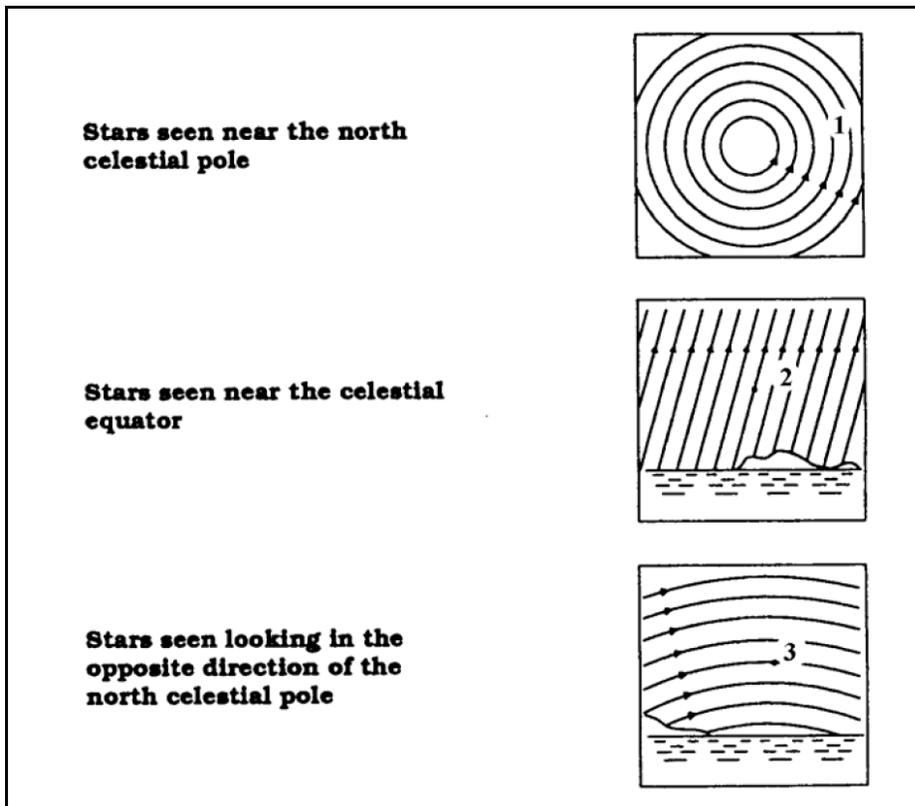 Stars seen near the north
celestial pole
1
Stars seen near the celestial
equator
2
Stars seen looking in the
opposite direction of the
north celestial pole
3